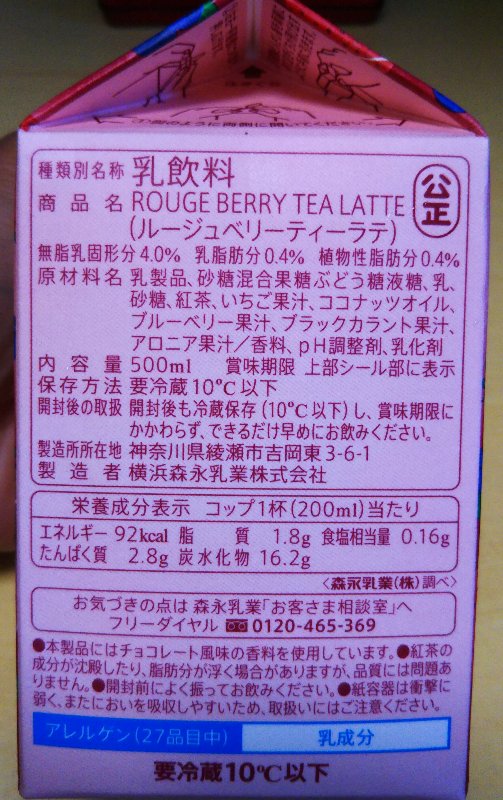 種類別名称 乳飲料
公正
商品名 ROUGE BERRY TEA LATTE
(ルージュベリーティーラテ)
無脂乳固形分4.0% 乳脂肪分0.4% 植物性脂肪分0.4%
原材料名 乳製品、砂糖混合果糖ぶどう糖液糖、乳、
砂糖、紅茶、いちご果汁、ココナッツオイル、
ブルーベリー果汁、ブラックカラント果汁、
アロニア果汁/香料、pH調整剤、乳化剤
内容量 500ml 賞味期限 上部シール部に表示
保存方法 要冷蔵10℃以下
開封後の取扱 開封後も冷蔵保存(10℃以下)し、賞味期限に
かかわらず、できるだけ早めにお飲みください。
製造所所在地 神奈川県綾瀬市吉岡東3-6-1
製造者 横浜森永乳業株式会社
栄養成分表示 コップ1杯(200ml)当たり
エネルギー 92kcal 脂質 1.8g 食塩相当量 0.16g
たんぱく質 2.8g 炭水化物 16.2g
<森永乳業(株)調べ>
お気づきの点は 森永乳業「お客さま相談室」へ
フリーダイヤル 0120-465-369
●本製品にはチョコレート風味の香料を使用しています。●紅茶の
成分が沈殿したり、脂肪分が浮く場合がありますが、品質には問題あ
りません。●開封前によく振ってお飲みください。●紙容器は衝撃に
弱く、またにおいを吸収しやすいため、取扱いにはご注意ください。
アレルゲン(27品目中) 乳成分
要冷蔵10℃以下